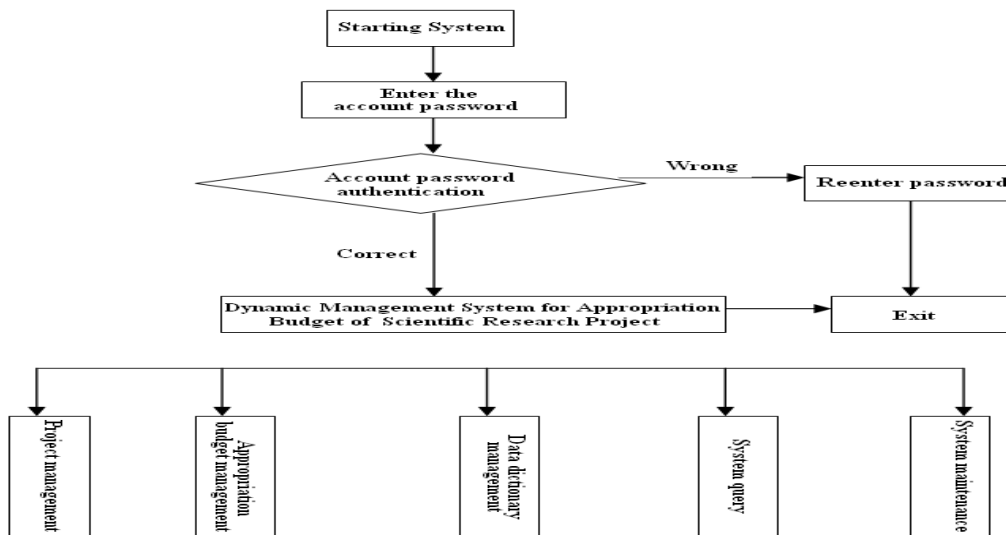 Starting System
Enter the
account password
Account password
authentication
Wrong
Reenter password
Correct
Dynamic Management System for Appropriation
Budget of Scientific Research Project
Exit
Project management
Appropriation
budget management
Data dictionary
management
System query
System maintenance